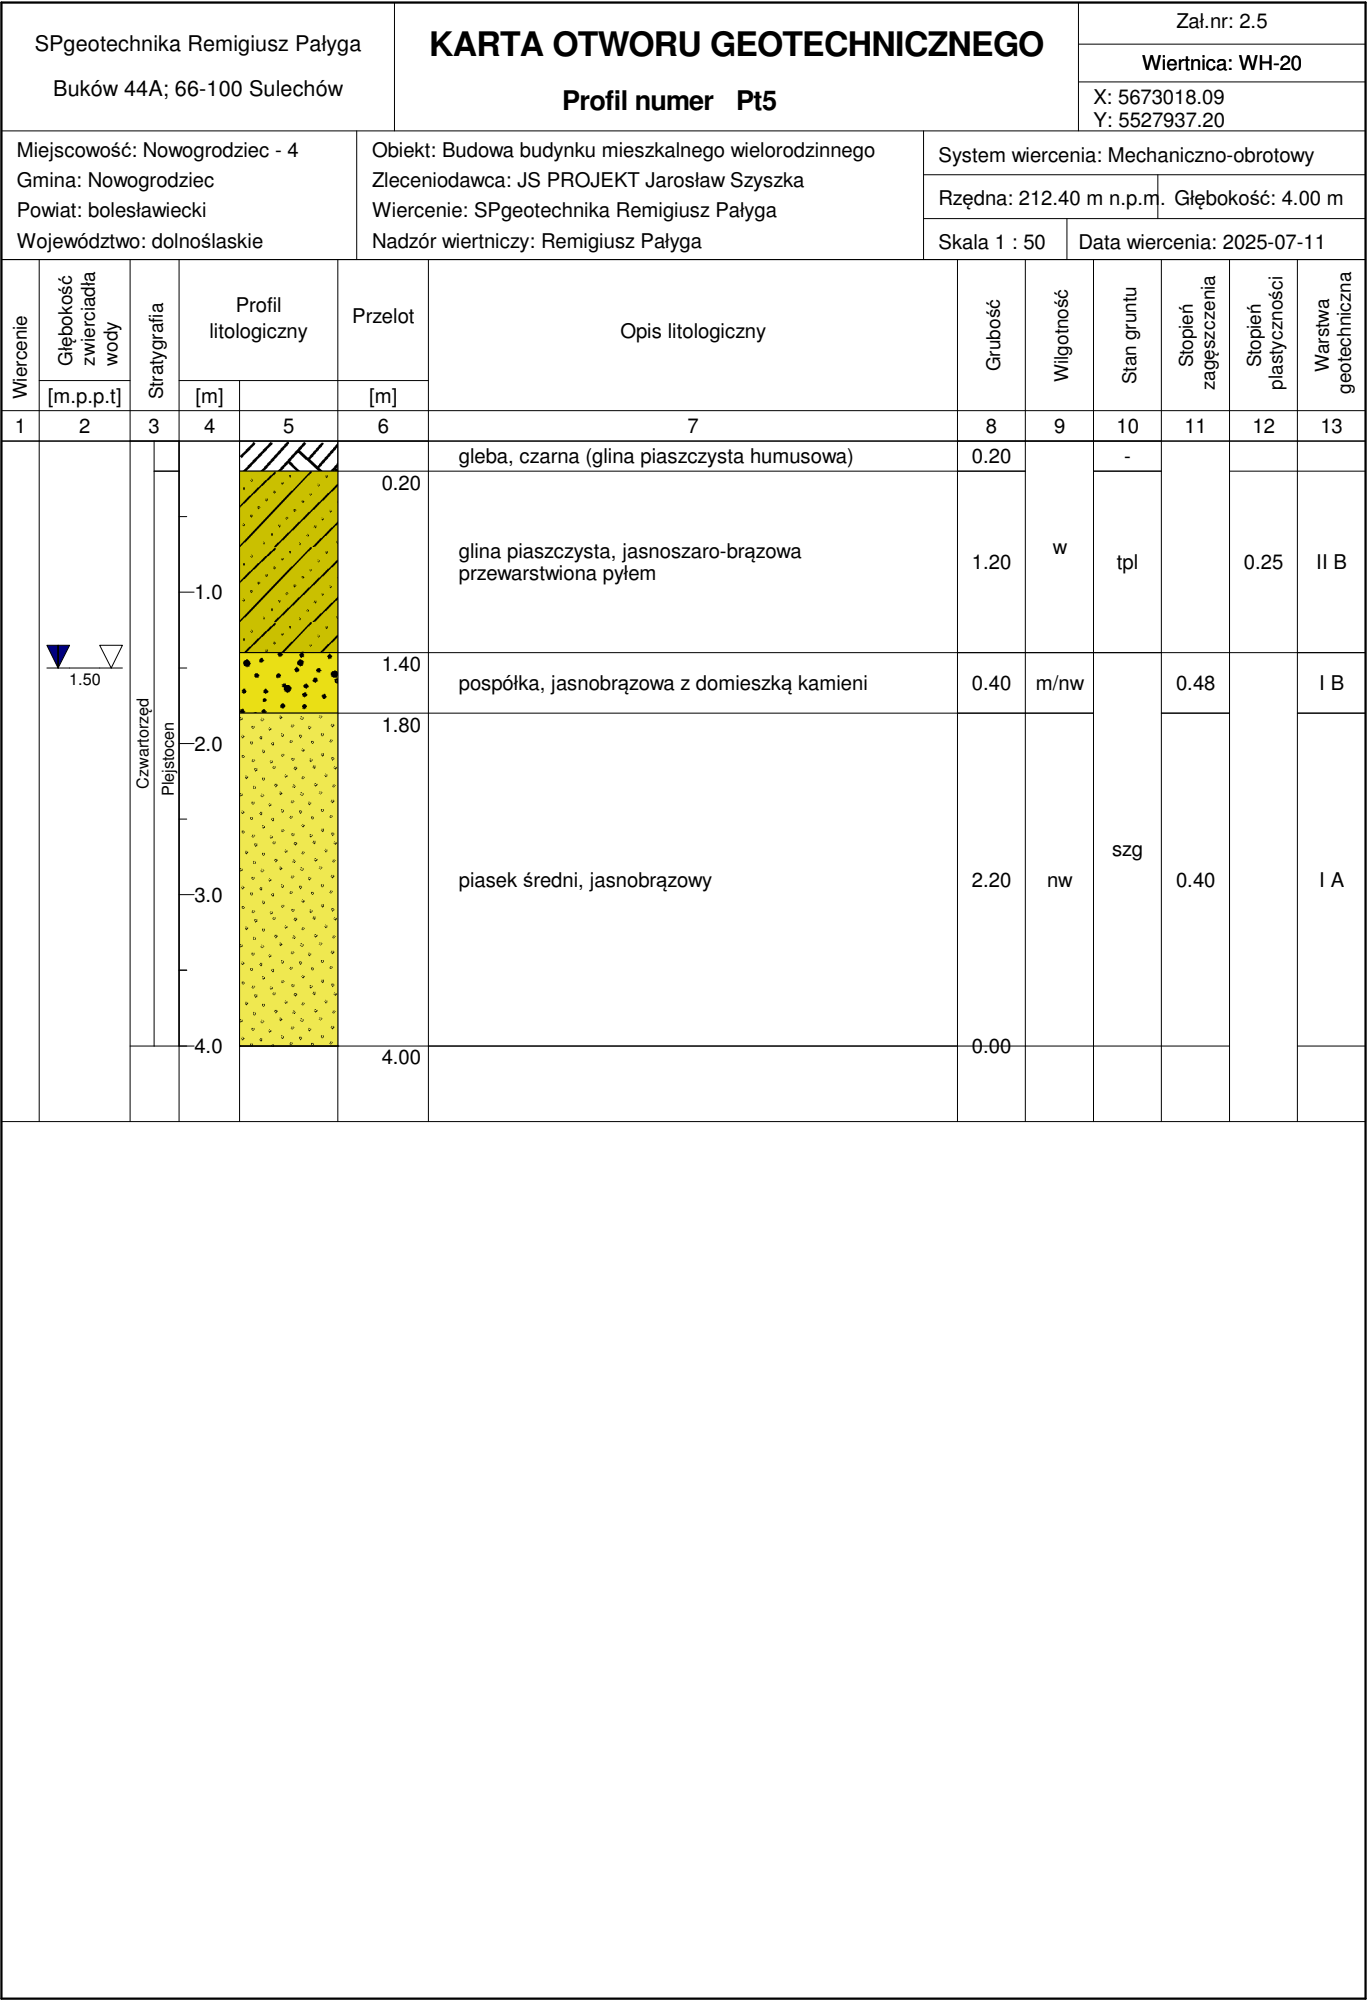 SPgeotechnika Remigiusz Pałyga
Buków 44A; 66-100 Sulechów
KARTA OTWORU GEOTECHNICZNEGO
Profil numer Pt5
Zał.nr: 2.5
Wiertnica: WH-20
X: 5673018.09
Y: 5527937.20
Miejscowość: Nowogrodziec - 4
Gmina: Nowogrodziec
Powiat: bolesławiecki
Województwo: dolnoślaskie
Obiekt: Budowa budynku mieszkalnego wielorodzinnego
Zleceniodawca: JS PROJEKT Jarosław Szyszka
Wiercenie: SPgeotechnika Remigiusz Pałyga
Nadzór wiertniczy: Remigiusz Pałyga
System wiercenia: Mechaniczno-obrotowy
Rzędna: 212.40 m n.p.m. Głębokość: 4.00 m
Skala 1 : 50 Data wiercenia: 2025-07-11
Wiercenie
Głębokość
zwierciadła
wody
[m.p.p.t]
Stratygrafia
Profil
litologiczny
[m]
Przelot
[m]
Opis litologiczny
Grubość
Wilgotność
Stan gruntu
Stopień
zagęszczenia
Stopień
plastyczności
Warstwa
geotechniczna
1 2 3 4 5 6 7 8 9 10 11 12 13
gleba, czarna (glina piaszczysta humusowa) 0.20 -
0.20
glina piaszczysta, jasnoszaro-brązowa
przewarstwiona pyłem
1.20 w tpl 0.25 II B
1.0
1.50
1.40
pospółka, jasnobrązowa z domieszką kamieni 0.40 m/nw 0.48 I B
1.80
2.0
Czwartorzęd
Plejstocen
szg
3.0
piasek średni, jasnobrązowy 2.20 nw 0.40 I A
4.0
0.00
4.00